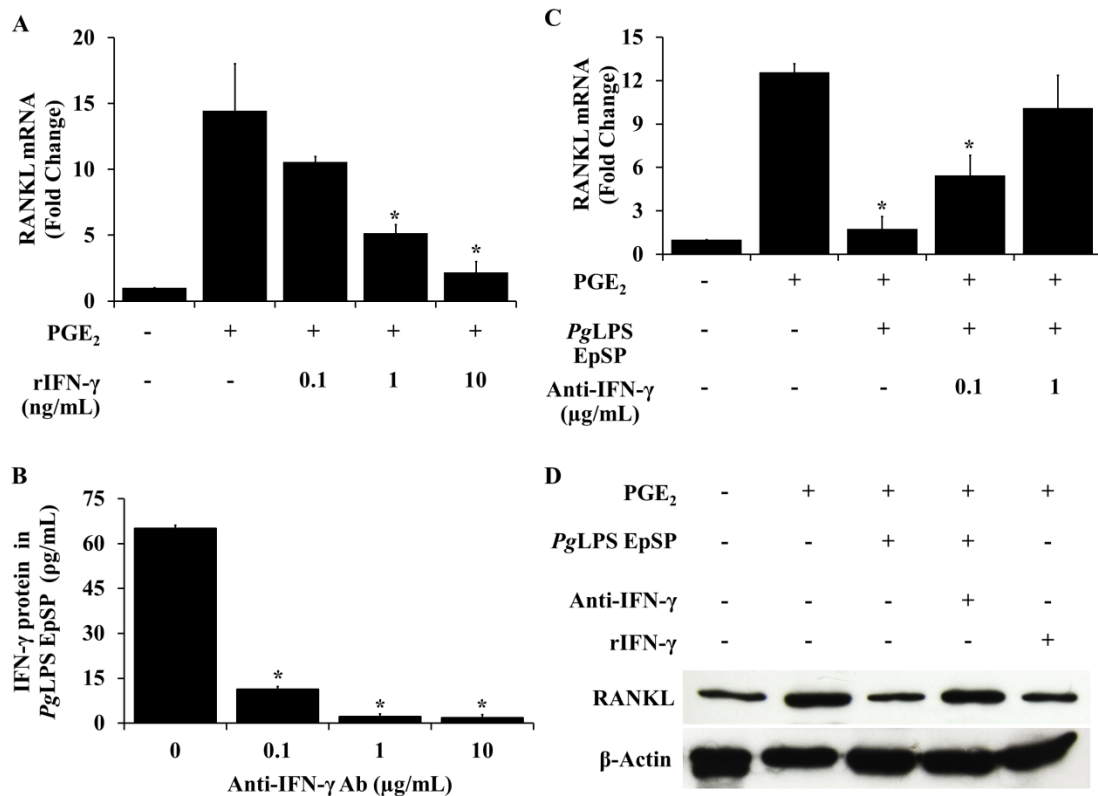 A
RANKL mRNA
(Fold Change)
20
15
10
5
0
PGE₂ - + + + +
rIFN-γ - - 0.1 1 10
(ng/mL)
* *
B
IFN-γ protein in
PgLPS EpSP (ρg/mL)
75
60
45
30
15
0
* * *
0 0.1 1 10
Anti-IFN-γ Ab (μg/mL)
C
RANKL mRNA
(Fold Change)
15
12
9
6
3
0
* *
PGE₂ - + + + +
PgLPS - - + + +
EpSP
Anti-IFN-γ - - - 0.1 1
(μg/mL)
D
PGE₂ - + + + +
PgLPS EpSP - - + + -
Anti-IFN-γ - - - + -
rIFN-γ - - - - +
RANKL
β-Actin